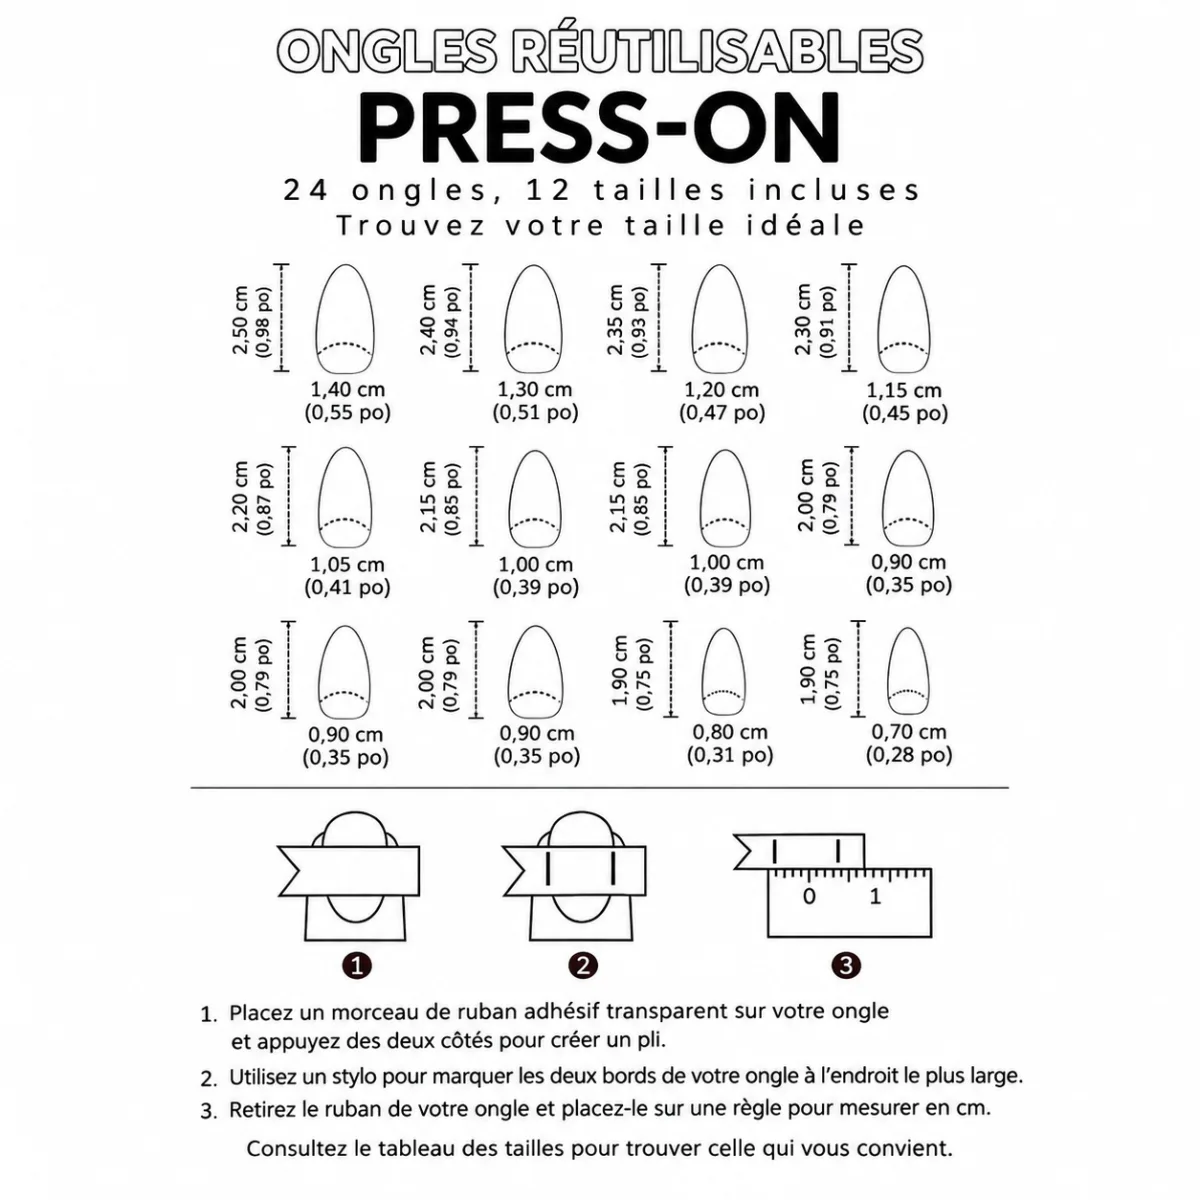 ONGLES RÉUTILISABLES
PRESS-ON
24 ongles, 12 tailles incluses
Trouvez votre taille idéale
2,50 cm
(0,98 po)
1,40 cm
(0,55 po)
2,40 cm
(0,94 po)
1,30 cm
(0,51 po)
2,35 cm
(0,93 po)
1,20 cm
(0,47 po)
2,30 cm
(0,91 po)
1,15 cm
(0,45 po)
2,20 cm
(0,87 po)
1,05 cm
(0,41 po)
2,15 cm
(0,85 po)
1,00 cm
(0,39 po)
2,15 cm
(0,85 po)
1,00 cm
(0,39 po)
2,00 cm
(0,79 po)
0,90 cm
(0,35 po)
2,00 cm
(0,79 po)
0,90 cm
(0,35 po)
2,00 cm
(0,79 po)
0,90 cm
(0,35 po)
1,90 cm
(0,75 po)
0,80 cm
(0,31 po)
1,90 cm
(0,75 po)
0,70 cm
(0,28 po)
0 1
1
2
3
1. Placez un morceau de ruban adhésif transparent sur votre ongle
et appuyez des deux côtés pour créer un pli.
2. Utilisez un stylo pour marquer les deux bords de votre ongle à l'endroit le plus large.
3. Retirez le ruban de votre ongle et placez-le sur une règle pour mesurer en cm.
Consultez le tableau des tailles pour trouver celle qui vous convient.